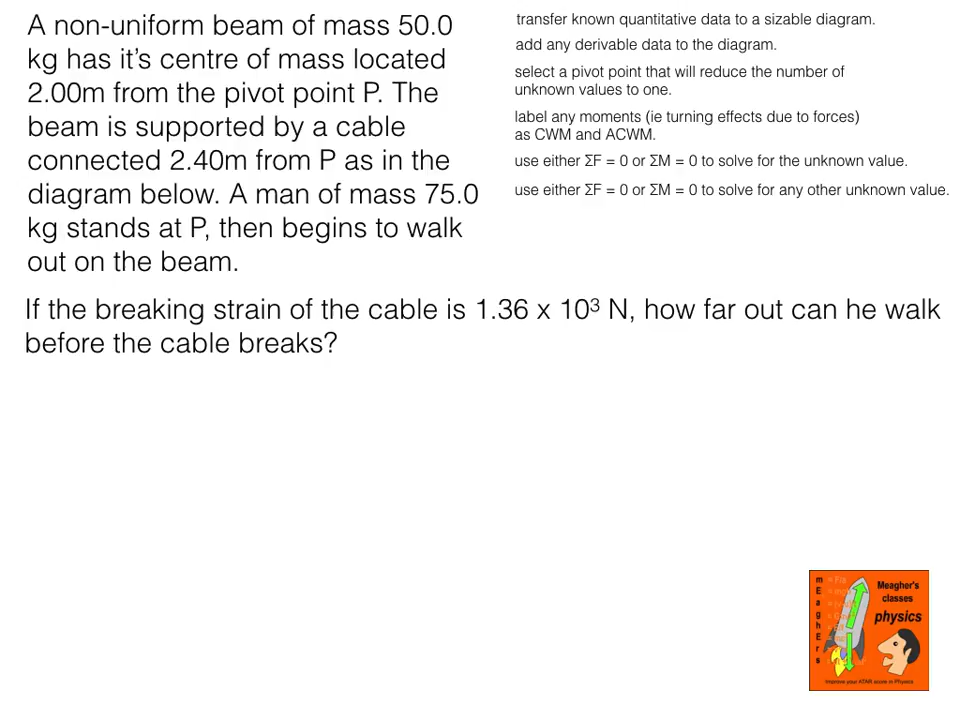 A non-uniform beam of mass 50.0
kg has it’s centre of mass located
2.00m from the pivot point P. The
beam is supported by a cable
connected 2.40m from P as in the
diagram below. A man of mass 75.0
kg stands at P, then begins to walk
out on the beam.
transfer known quantitative data to a sizable diagram.
add any derivable data to the diagram.
select a pivot point that will reduce the number of
unknown values to one.
label any moments (ie turning effects due to forces)
as CWM and ACWM.
use either ΣF = 0 or ΣM = 0 to solve for the unknown value.
use either ΣF = 0 or ΣM = 0 to solve for any other unknown value.
If the breaking strain of the cable is 1.36 x 10³ N, how far out can he walk
before the cable breaks?
mEaghErs
Meagher's
classes
physics
Improve your ATAR score in Physics